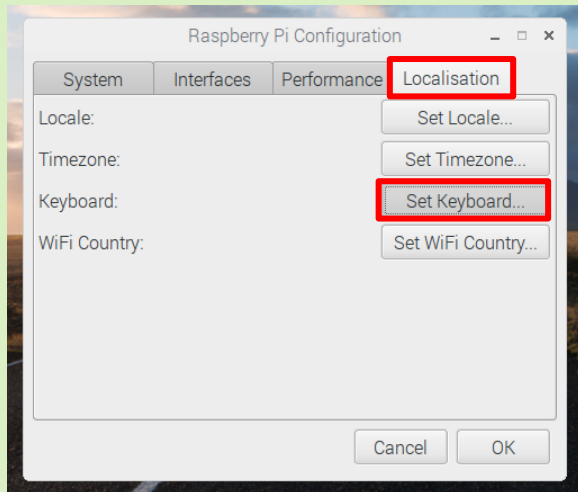 Raspberry Pi Configuration
System Interfaces Performance Localisation
Locale: Set Locale...
Timezone: Set Timezone...
Keyboard: Set Keyboard...
WiFi Country: Set WiFi Country...
Cancel OK